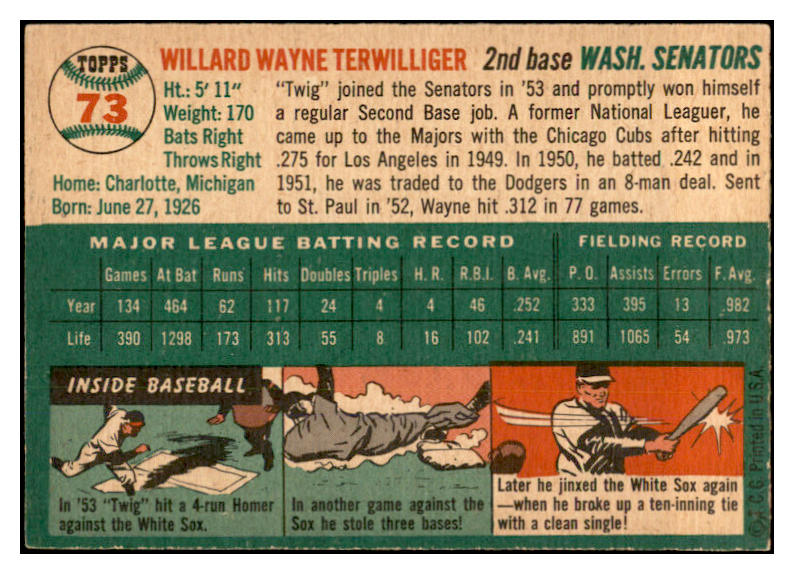 TOPPS
73
WILLARD WAYNE TERWILLIGER 2nd base WASH. SENATORS
Ht.: 5' 11"
Weight: 170
Bats Right
Throws Right
Home: Charlotte, Michigan
Born: June 27, 1926
"Twig" joined the Senators in '53 and promptly won himself
a regular Second Base job. A former National Leaguer, he
came up to the Majors with the Chicago Cubs after hitting
.275 for Los Angeles in 1949. In 1950, he batted .242 and in
1951, he was traded to the Dodgers in an 8-man deal. Sent
to St. Paul in '52, Wayne hit .312 in 77 games.
MAJOR LEAGUE BATTING RECORD FIELDING RECORD
Games At Bat Runs Hits Doubles Triples H. R. R.B.I. B. Avg. P. O. Assists Errors F. Avg.
Year 134 464 62 117 24 4 4 46 .252 333 395 13 .982
Life 390 1298 173 313 55 8 16 102 .241 891 1065 54 .973
INSIDE BASEBALL
In '53 "Twig" hit a 4-run Homer
against the White Sox.
In another game against the
Sox he stole three bases!
Later he jinxed the White Sox again
—when he broke up a ten-inning tie
with a clean single!
© T. C. G. Printed in U.S.A.